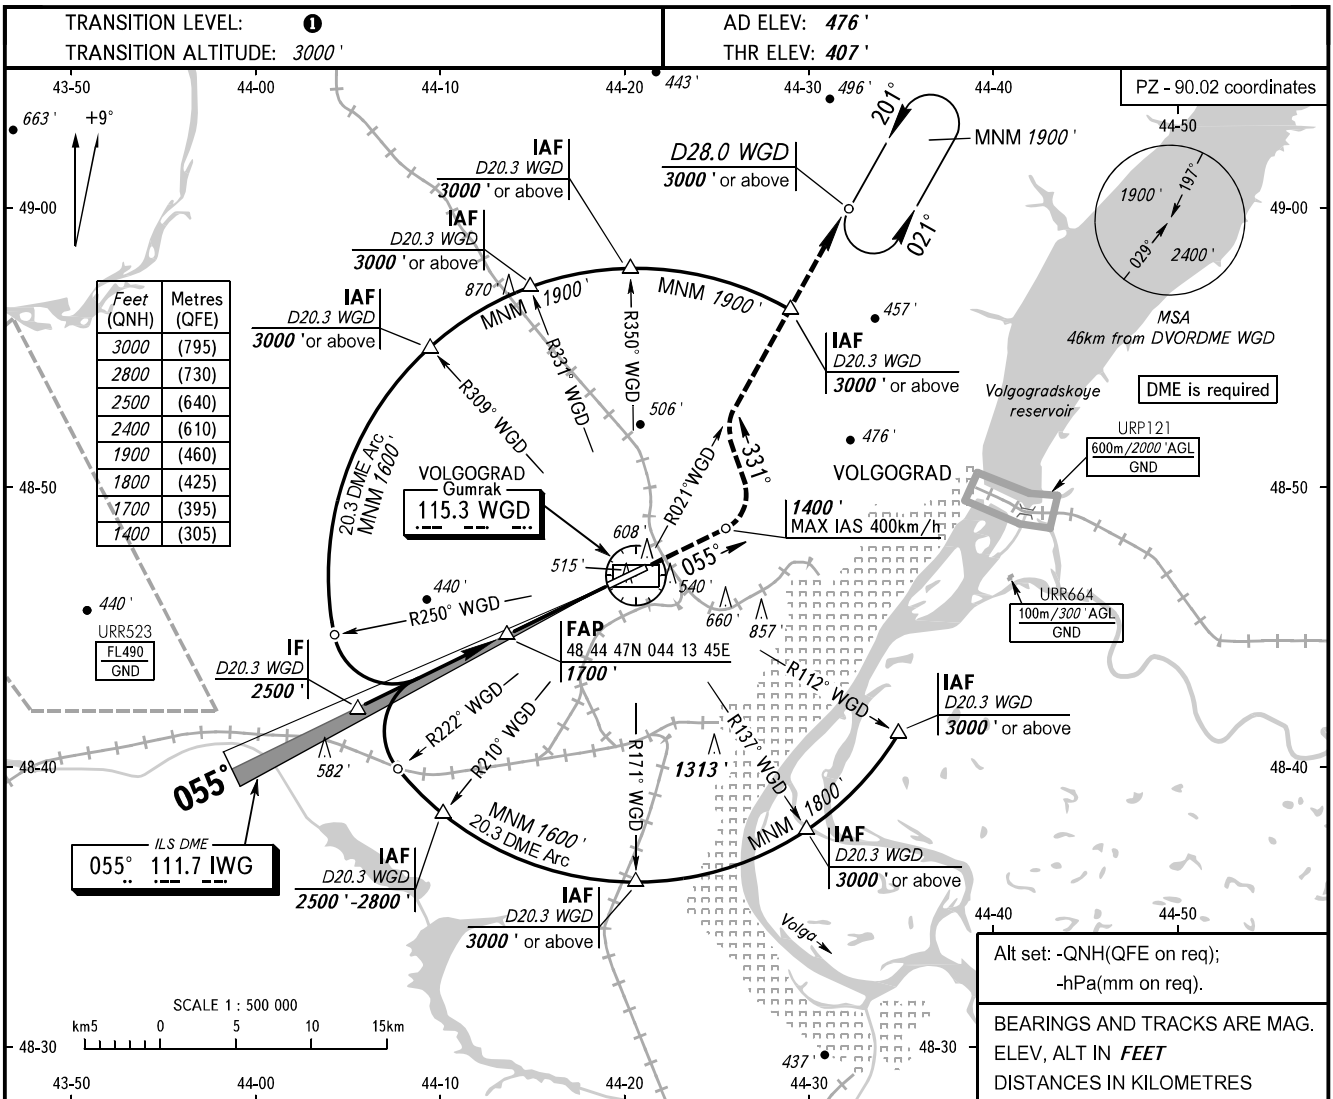 TRANSITION LEVEL: 1
TRANSITION ALTITUDE: 3000 '
AD ELEV: 476 '
THR ELEV: 407 '
43-50
44-00
44-10
44-20
443 '
44-30
44-40
PZ - 90.02 coordinates
44-50
663 '
+9°
496 '
201°
MNM 1900 '
021°
IAF
D20.3 WGD
3000 ' or above
D28.0 WGD
3000 ' or above
1900 '
197°
029°
2400 '
MSA
46km from DVORDME WGD
49-00
49-00
IAF
D20.3 WGD
3000 ' or above
870 '
MNM 1900 '
MNM 1900 '
IAF
D20.3 WGD
3000 ' or above
457 '
IAF
D20.3 WGD
3000 ' or above
Feet (QNH) Metres (QFE)
3000 (795)
2800 (730)
2500 (640)
2400 (610)
1900 (460)
1800 (425)
1700 (395)
1400 (305)
R309° WGD
R331° WGD
R350° WGD
506 '
R021° WGD
331°
476 '
Volgogradskoye
reservoir
DME is required
URP121
600m/2000 'AGL
GND
20.3 DME Arc
MNM 1600 '
VOLGOGRAD
Gumrak
115.3 WGD
VOLGOGRAD
48-50
48-50
1400 '
MAX IAS 400km/h
055°
608 '
515 '
540 '
660 '
857 '
440 '
440 '
URR523
FL490
GND
R250° WGD
URR664
100m/300 'AGL
GND
IF
D20.3 WGD
2500 '
FAP
48 44 47N 044 13 45E
1700 '
R222° WGD
R210° WGD
R171° WGD
R137° WGD
R112° WGD
IAF
D20.3 WGD
3000 ' or above
48-40
48-40
055°
582 '
1313 '
MNM 1800 '
MNM 1600 '
20.3 DME Arc
ILS DME
055° 111.7 IWG
IAF
D20.3 WGD
2500 '-2800 '
IAF
D20.3 WGD
3000 ' or above
IAF
D20.3 WGD
3000 ' or above
Volga
44-40
44-50
Alt set: -QNH(QFE on req);
-hPa(mm on req).
SCALE 1 : 500 000
km5 0 5 10 15km
BEARINGS AND TRACKS ARE MAG.
ELEV, ALT IN FEET
DISTANCES IN KILOMETRES
48-30
437 '
48-30
43-50
44-00
44-10
44-20
44-30